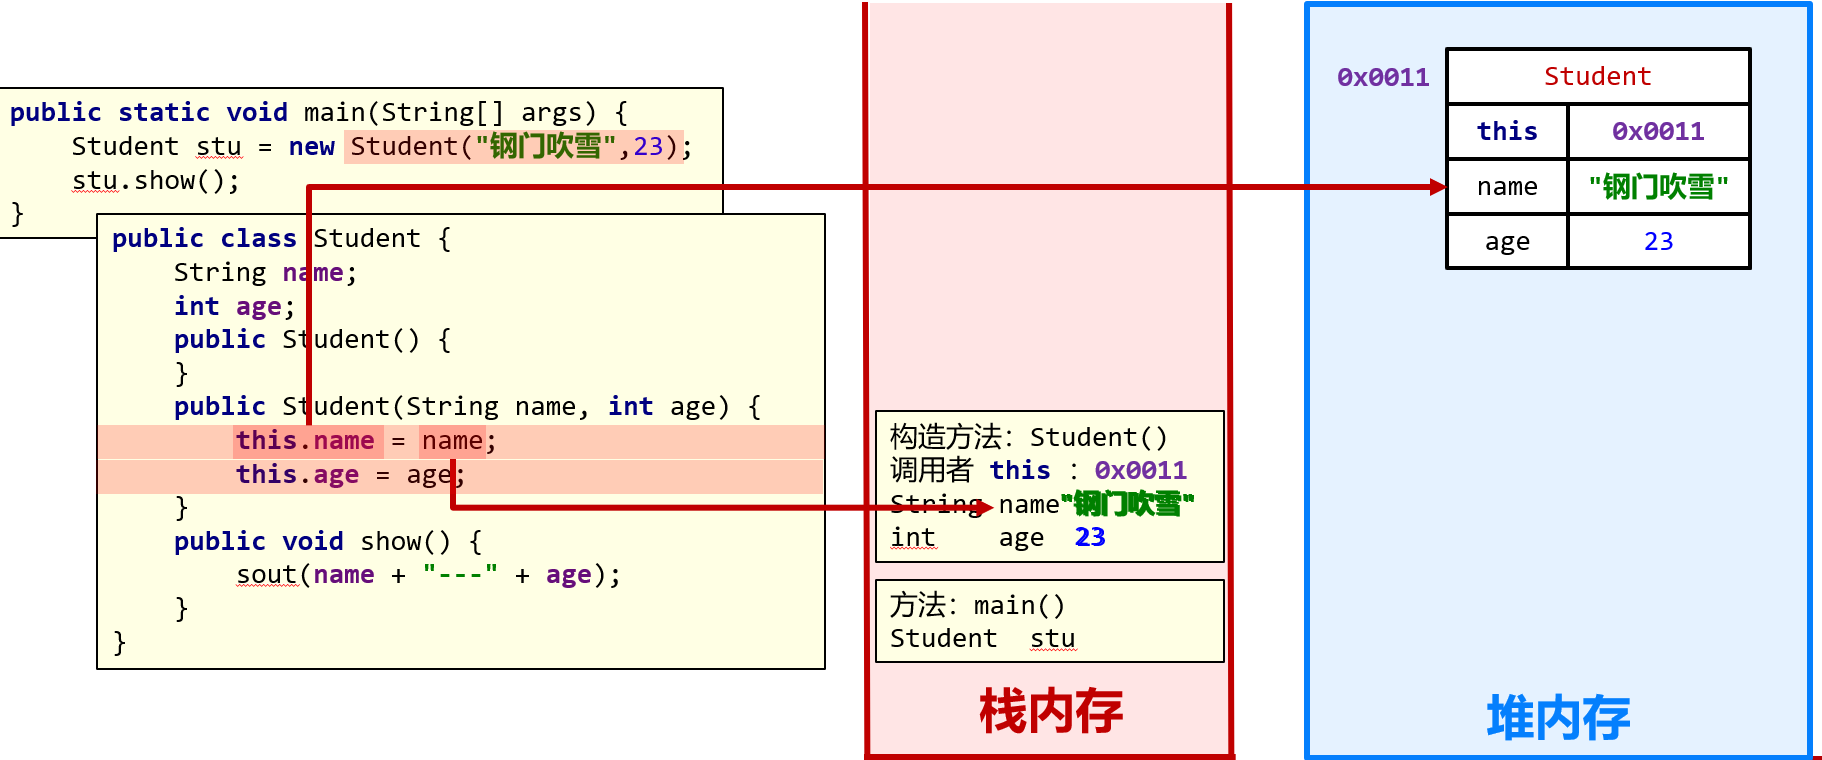 public static void main(String[] args) {
    Student stu = new Student("钢门吹雪",23);
    stu.show();
}
public class Student {
    String name;
    int age;
    public Student() {
    }
    public Student(String name, int age) {
        this.name = name;
        this.age = age;
    }
    public void show() {
        sout(name + "---" + age);
    }
}
构造方法：Student()
调用者 this : 0x0011
String name"钢门吹雪"
int age 23
方法：main()
Student stu
栈内存
0x0011 Student
this 0x0011
name "钢门吹雪"
age 23
堆内存